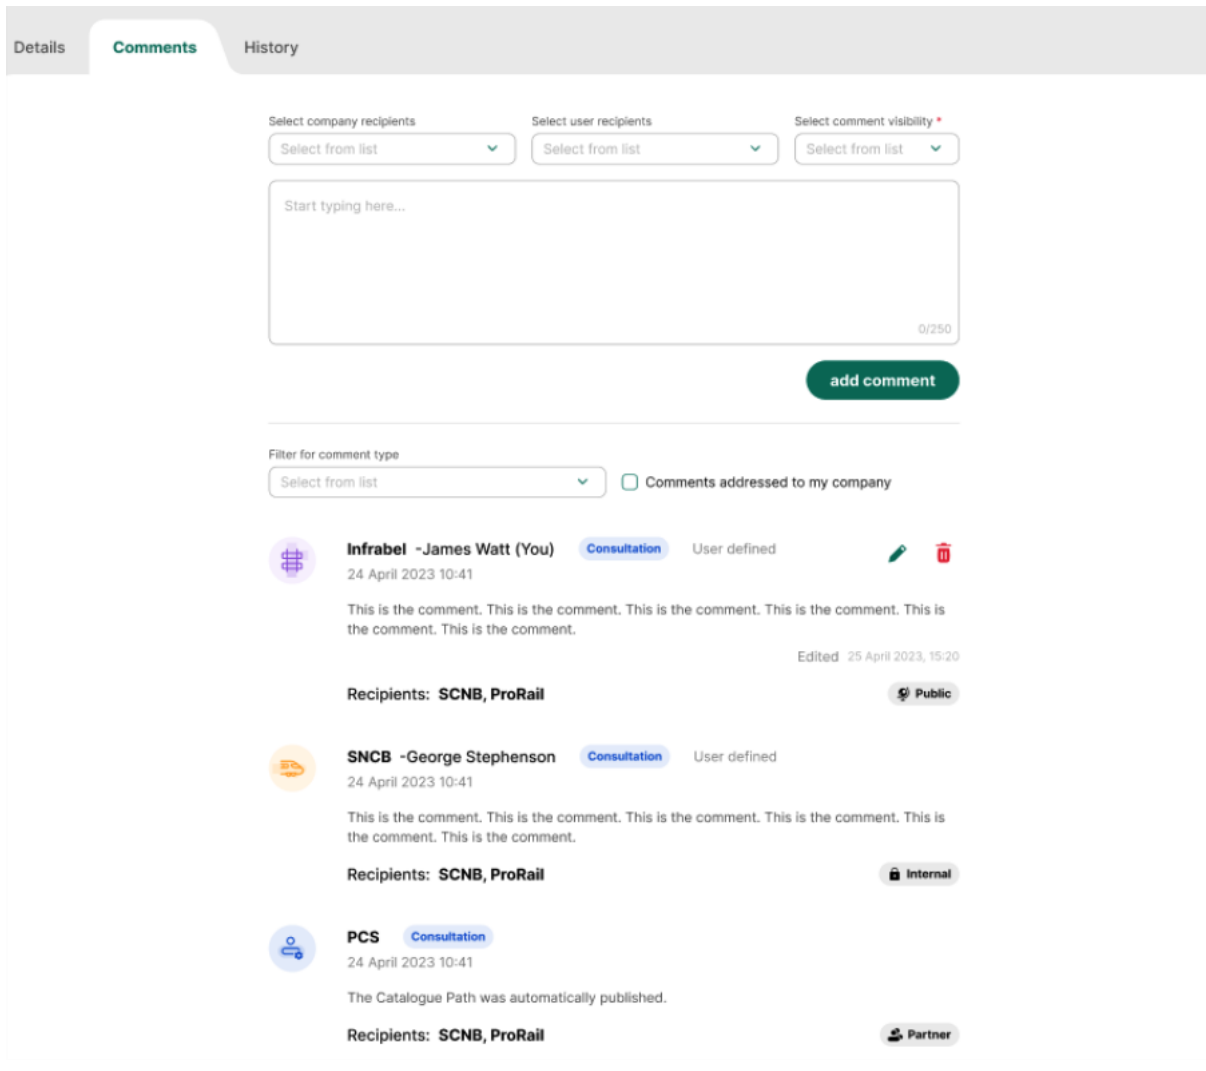 Details Comments History
Select company recipients Select user recipients Select comment visibility *
Select from list Select from list Select from list
Start typing here...
0/250
add comment
Filter for comment type
Select from list Comments addressed to my company
Infrabel -James Watt (You) Consultation User defined
24 April 2023 10:41
This is the comment. This is the comment. This is the comment. This is the comment. This is
the comment. This is the comment.
Edited 25 April 2023, 15:20
Recipients: SCNB, ProRail Public
SNCB -George Stephenson Consultation User defined
24 April 2023 10:41
This is the comment. This is the comment. This is the comment. This is the comment. This is
the comment. This is the comment.
Recipients: SCNB, ProRail Internal
PCS Consultation
24 April 2023 10:41
The Catalogue Path was automatically published.
Recipients: SCNB, ProRail Partner